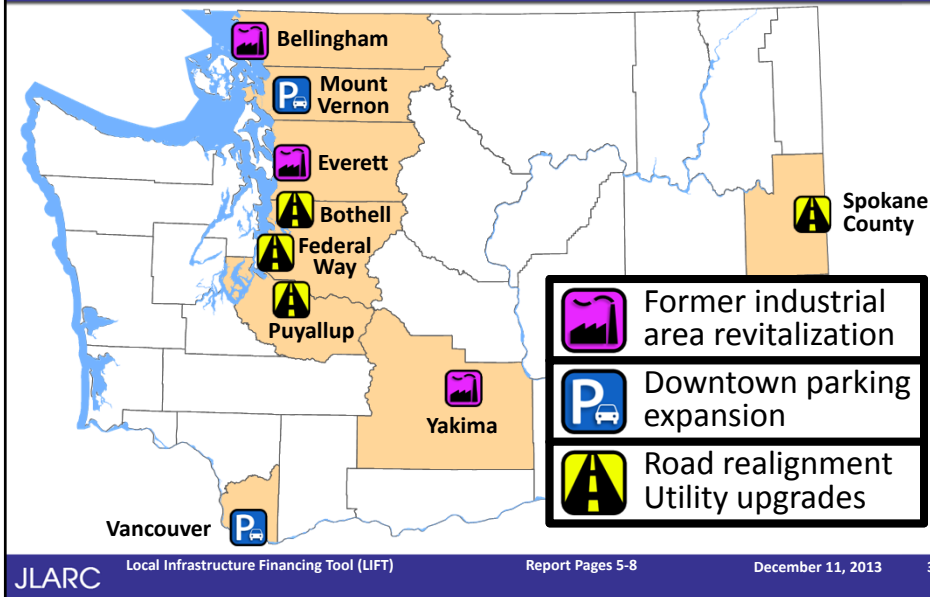 Bellingham
Mount
Vernon
P
Everett
Bothell
Federal
Way
Puyallup
Spokane
County
Yakima
Vancouver
P
Former industrial
area revitalization
P
Downtown parking
expansion
Road realignment
Utility upgrades
JLARC
Local Infrastructure Financing Tool (LIFT)
Report Pages 5-8
December 11, 2013
3